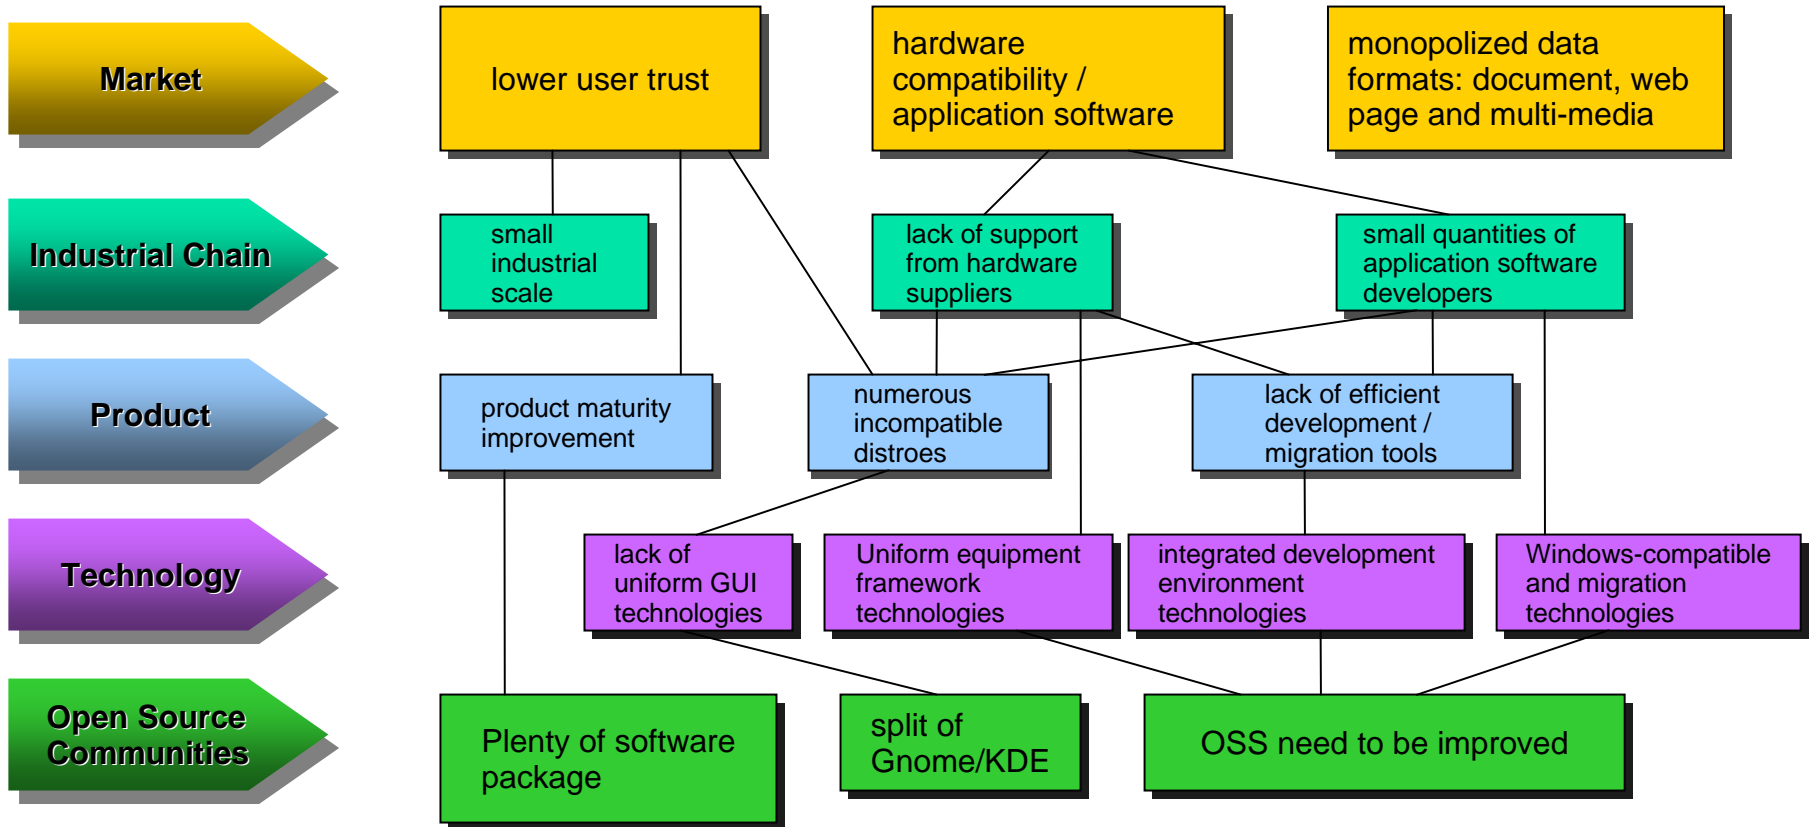 Market
lower user trust
hardware
compatibility /
application software
monopolized data
formats: document, web
page and multi-media
Industrial Chain
small
industrial
scale
lack of support
from hardware
suppliers
small quantities of
application software
developers
Product
product maturity
improvement
numerous
incompatible
distroes
lack of efficient
development /
migration tools
Technology
lack of
uniform GUI
technologies
Uniform equipment
framework
technologies
integrated development
environment
technologies
Windows-compatible
and migration
technologies
Open Source
Communities
Plenty of software
package
split of
Gnome/KDE
OSS need to be improved